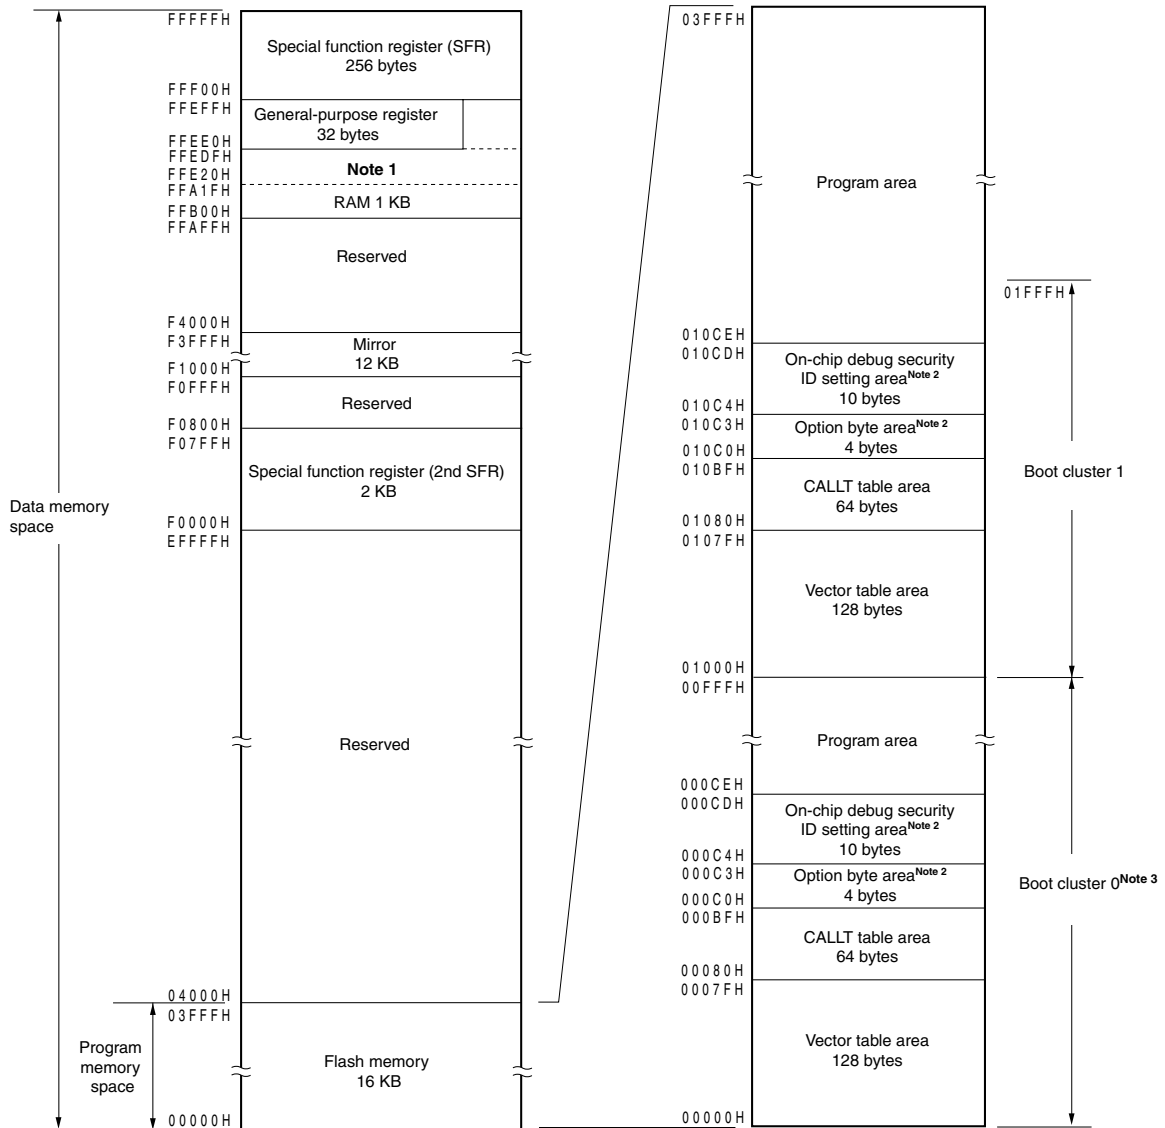 FFFFFH
Special function register (SFR)
256 bytes
FFF00H
FFEFFH
General-purpose register
32 bytes
FFEE0H
FFEDFH
Note 1
FFE20H
FFA1FH
RAM 1 KB
FFB00H
FFAFFH
Reserved
F4000H
F3FFFH
Mirror
12 KB
F1000H
F0FFFH
Reserved
F0800H
F07FFH
Special function register (2nd SFR)
2 KB
F0000H
EFFFFH
Data memory
space
Reserved
04000H
03FFFH
Program
memory
space
Flash memory
16 KB
00000H
03FFFH
Program area
01FFFH
010CEH
010CDH
On-chip debug security
ID setting areaNote 2
10 bytes
010C4H
010C3H
Option byte areaNote 2
4 bytes
010C0H
010BFH
CALLT table area
64 bytes
01080H
0107FH
Boot cluster 1
Vector table area
128 bytes
01000H
00FFFH
Program area
000CEH
000CDH
On-chip debug security
ID setting areaNote 2
10 bytes
000C4H
000C3H
Option byte areaNote 2
4 bytes
000C0H
000BFH
Boot cluster 0Note 3
CALLT table area
64 bytes
00080H
0007FH
Vector table area
128 bytes
00000H